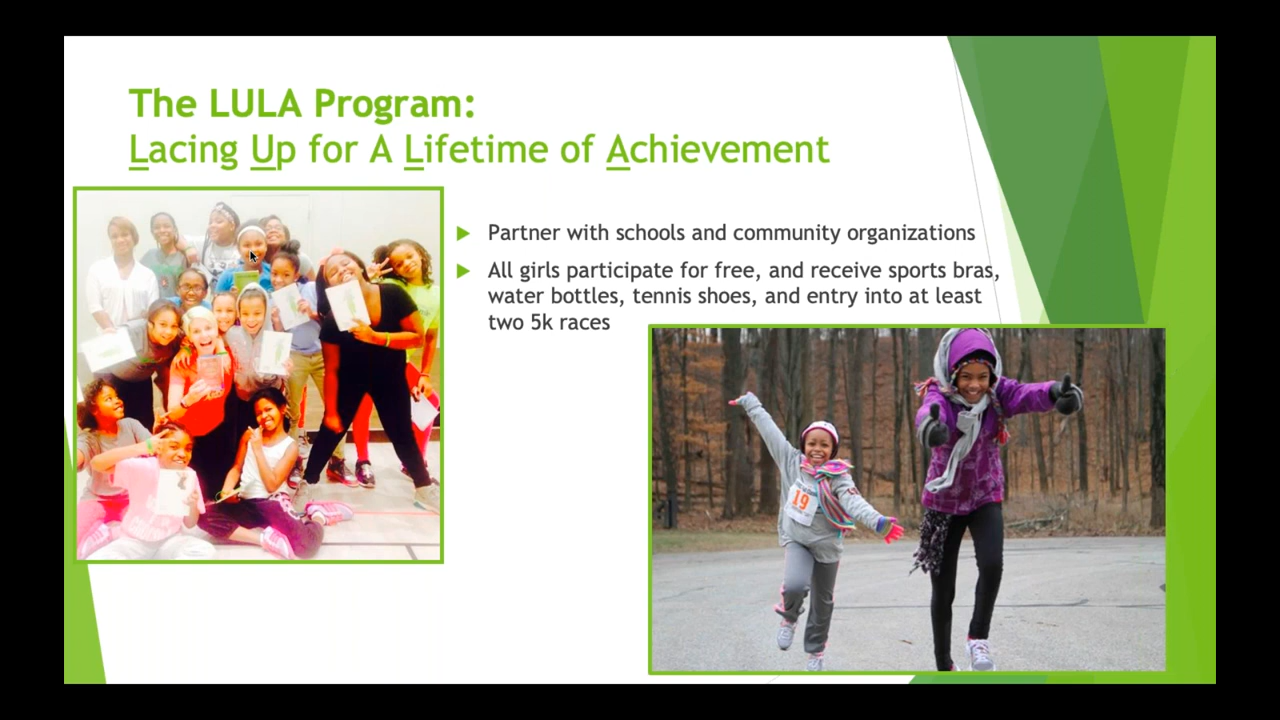 The LULA Program:
Lacing Up for A Lifetime of Achievement
Partner with schools and community organizations
All girls participate for free, and receive sports bras,
water bottles, tennis shoes, and entry into at least
two 5k races
19